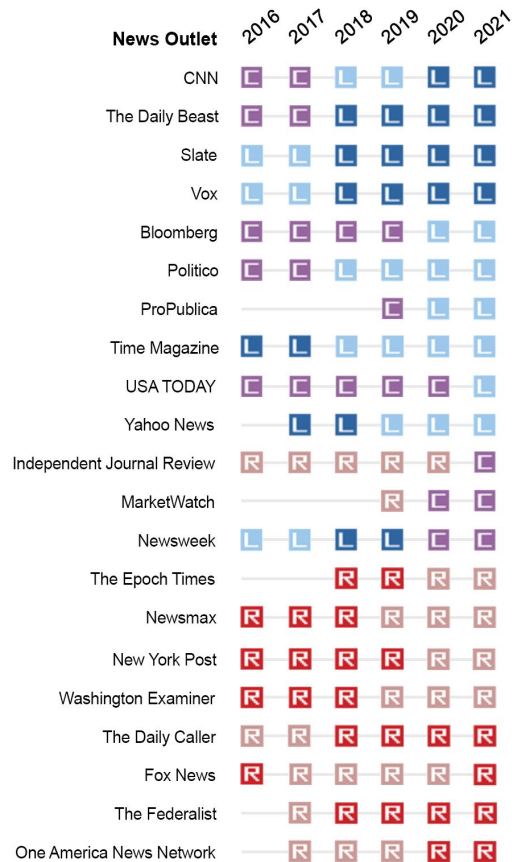 News Outlet 2016 2017 2018 2019 2020 2021
CNN C C L L L L
The Daily Beast C C L L L L
Slate L L L L L L
Vox L L L L L L
Bloomberg C C C C L L
Politico C C L L L L
ProPublica C L L
Time Magazine L L L L L L
USA TODAY C C C C C L
Yahoo News L L L L L
Independent Journal Review R R R R R C
MarketWatch R C C
Newsweek L L L L C C
The Epoch Times R R R R
Newsmax R R R R R R
New York Post R R R R R R
Washington Examiner R R R R R R
The Daily Caller R R R R R R
Fox News R R R R R R
The Federalist R R R R R
One America News Network R R R R R